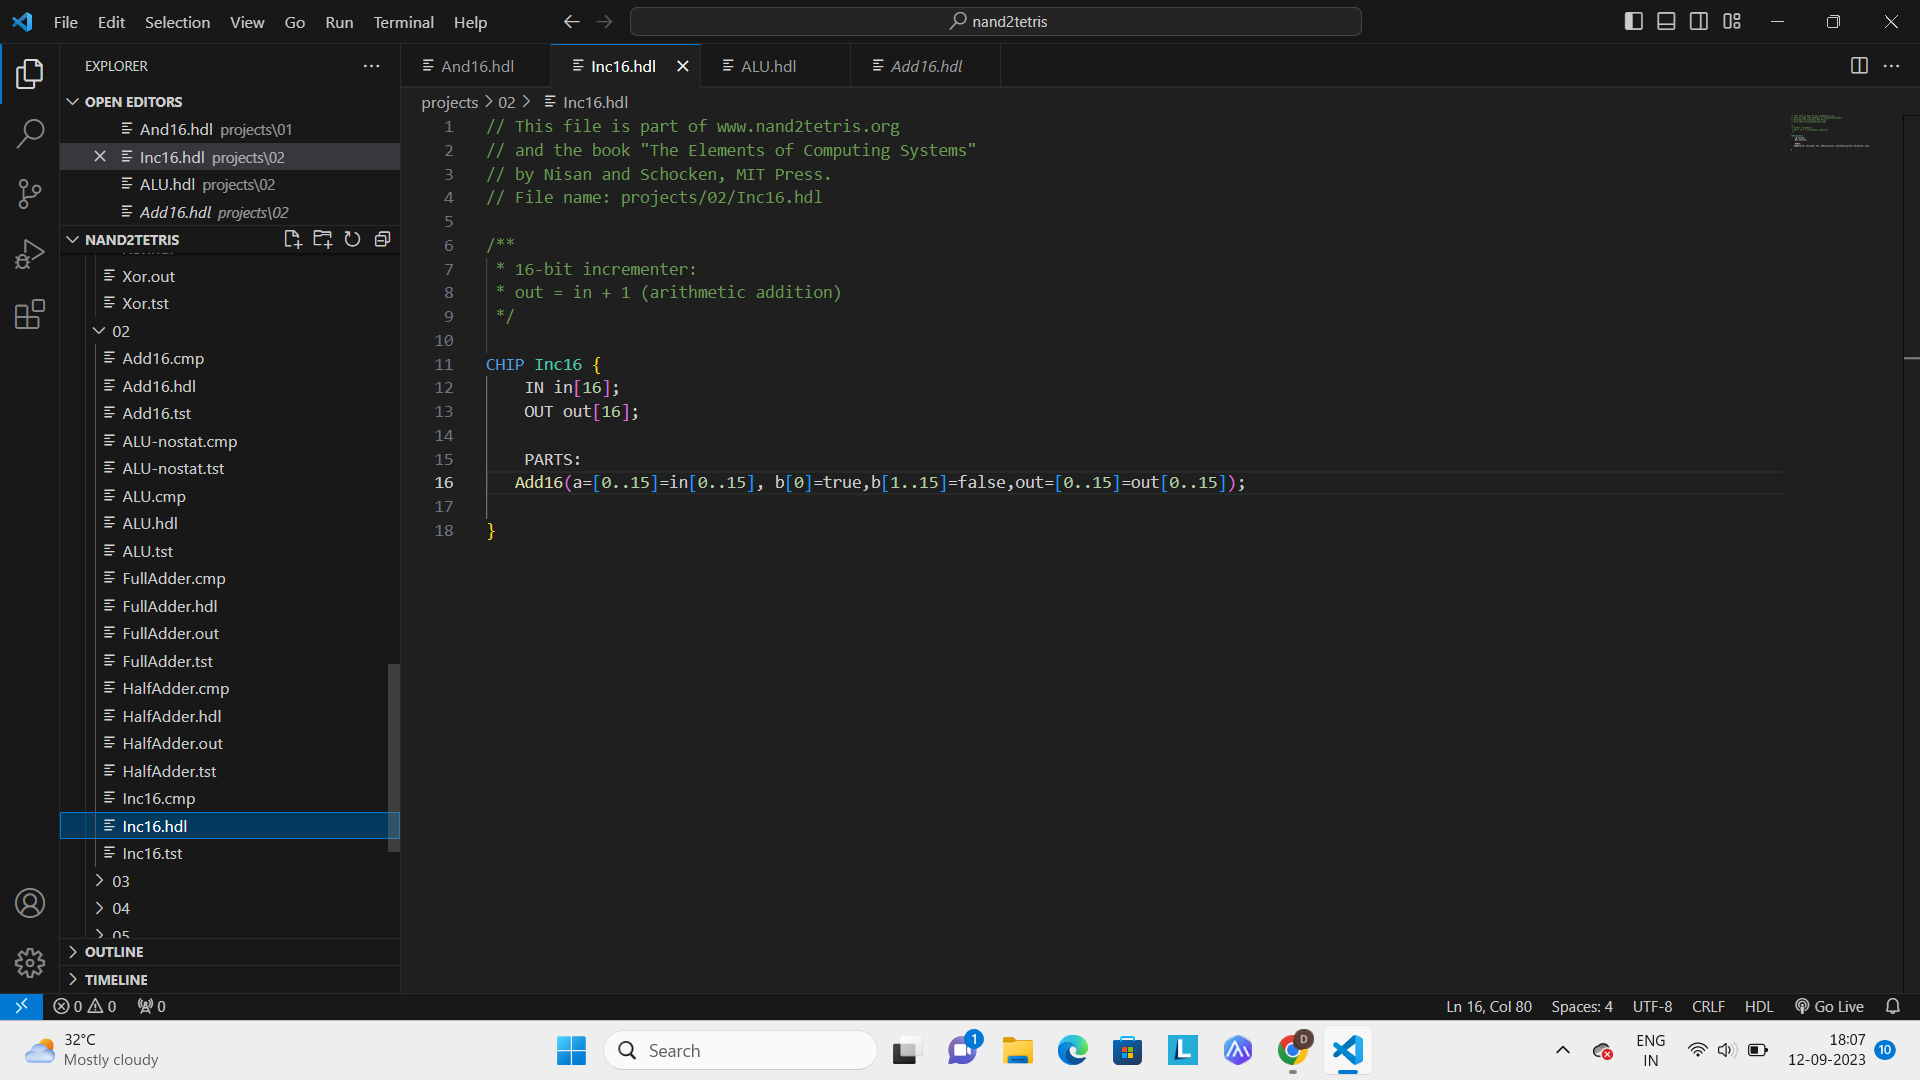 File Edit Selection View Go Run Terminal Help
nand2tetris
EXPLORER
OPEN EDITORS
And16.hdl projects\01
Inc16.hdl projects\02
ALU.hdl projects\02
Add16.hdl projects\02
NAND2TETRIS
Xor.out
Xor.tst
02
Add16.cmp
Add16.hdl
Add16.tst
ALU-nostat.cmp
ALU-nostat.tst
ALU.cmp
ALU.hdl
ALU.tst
FullAdder.cmp
FullAdder.hdl
FullAdder.out
FullAdder.tst
HalfAdder.cmp
HalfAdder.hdl
HalfAdder.out
HalfAdder.tst
Inc16.cmp
Inc16.hdl
Inc16.tst
03
04
05
OUTLINE
TIMELINE
And16.hdl Inc16.hdl ALU.hdl Add16.hdl
projects > 02 > Inc16.hdl
1 // This file is part of www.nand2tetris.org
2 // and the book "The Elements of Computing Systems"
3 // by Nisan and Schocken, MIT Press.
4 // File name: projects/02/Inc16.hdl
5
6 /**
7 * 16-bit incrementer:
8 * out = in + 1 (arithmetic addition)
9 */
10
11 CHIP Inc16 {
12 IN in[16];
13 OUT out[16];
14
15 PARTS:
16 Add16(a=[0..15]=in[0..15], b[0]=true,b[1..15]=false,out=[0..15]=out[0..15]);
17
18 }
0 0 0
Ln 16, Col 80 Spaces: 4 UTF-8 CRLF HDL Go Live
32°C
Mostly cloudy
Search
1
D
ENG
IN
18:07
12-09-2023
10